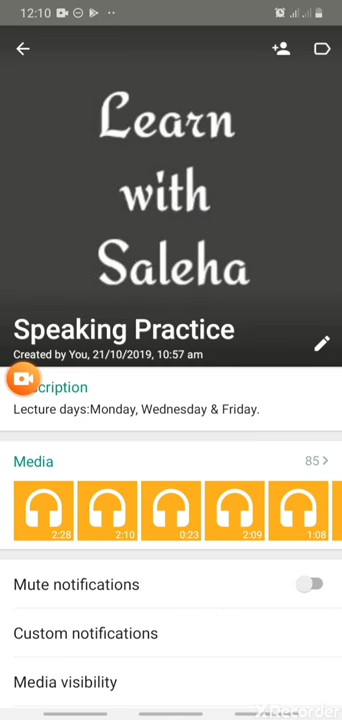 12:10
Learn
with
Saleha
Speaking Practice
Created by You, 21/10/2019, 10:57 am
cription
Lecture days:Monday, Wednesday & Friday.
Media 85
2:28 2:10 0:23 2:09 1:08
Mute notifications
Custom notifications
Media visibility
XRecorder